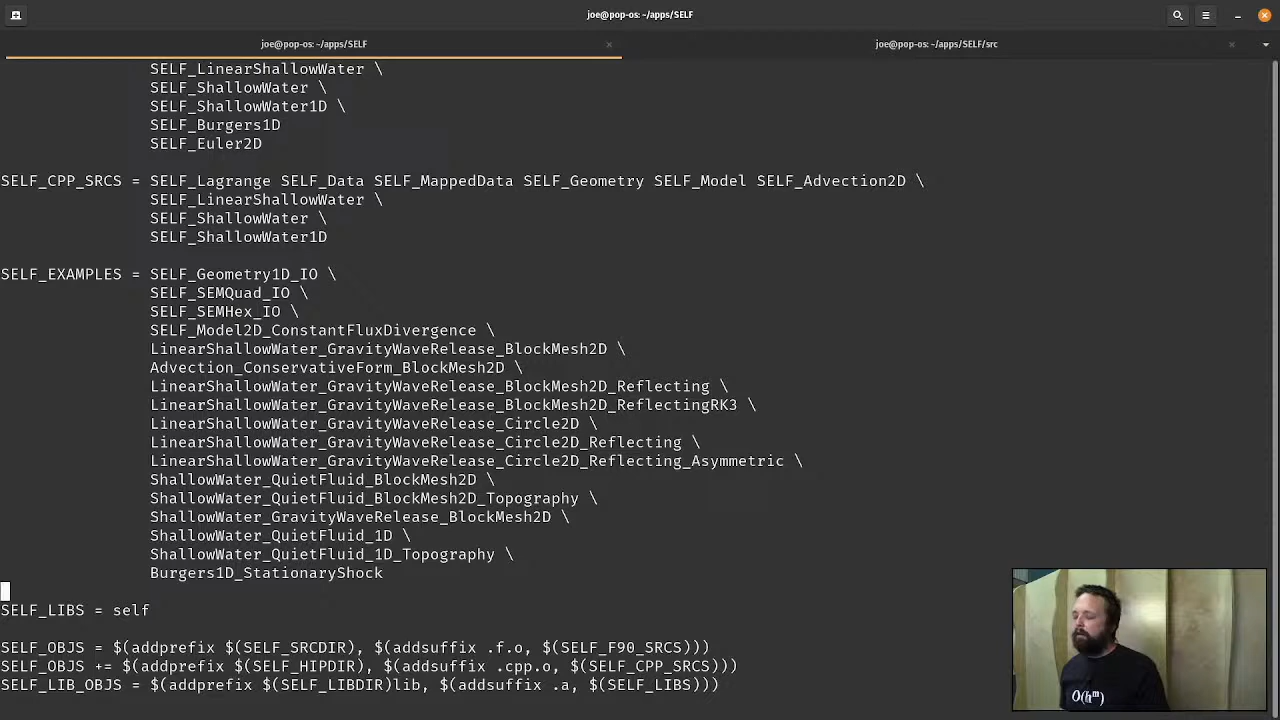 joe@pop-os: ~/apps/SELF
joe@pop-os: ~/apps/SELF
joe@pop-os: ~/apps/SELF/src
SELF_LinearShallowWater \
SELF_ShallowWater \
SELF_ShallowWater1D \
SELF_Burgers1D
SELF_Euler2D
SELF_CPP_SRCS = SELF_Lagrange SELF_Data SELF_MappedData SELF_Geometry SELF_Model SELF_Advection2D \
SELF_LinearShallowWater \
SELF_ShallowWater \
SELF_ShallowWater1D
SELF_EXAMPLES = SELF_Geometry1D_IO \
SELF_SEMQuad_IO \
SELF_SEMHex_IO \
SELF_Model2D_ConstantFluxDivergence \
LinearShallowWater_GravityWaveRelease_BlockMesh2D \
Advection_ConservativeForm_BlockMesh2D \
LinearShallowWater_GravityWaveRelease_BlockMesh2D_Reflecting \
LinearShallowWater_GravityWaveRelease_BlockMesh2D_ReflectingRK3 \
LinearShallowWater_GravityWaveRelease_Circle2D \
LinearShallowWater_GravityWaveRelease_Circle2D_Reflecting \
LinearShallowWater_GravityWaveRelease_Circle2D_Reflecting_Asymmetric \
ShallowWater_QuietFluid_BlockMesh2D \
ShallowWater_QuietFluid_BlockMesh2D_Topography \
ShallowWater_GravityWaveRelease_BlockMesh2D \
ShallowWater_QuietFluid_1D \
ShallowWater_QuietFluid_1D_Topography \
Burgers1D_StationaryShock
SELF_LIBS = self
SELF_OBJS = $(addprefix $(SELF_SRCDIR), $(addsuffix .f.o, $(SELF_F90_SRCS)))
SELF_OBJS += $(addprefix $(SELF_HIPDIR), $(addsuffix .cpp.o, $(SELF_CPP_SRCS)))
SELF_LIB_OBJS = $(addprefix $(SELF_LIBDIR)lib, $(addsuffix .a, $(SELF_LIBS)))
O(hᵐ)